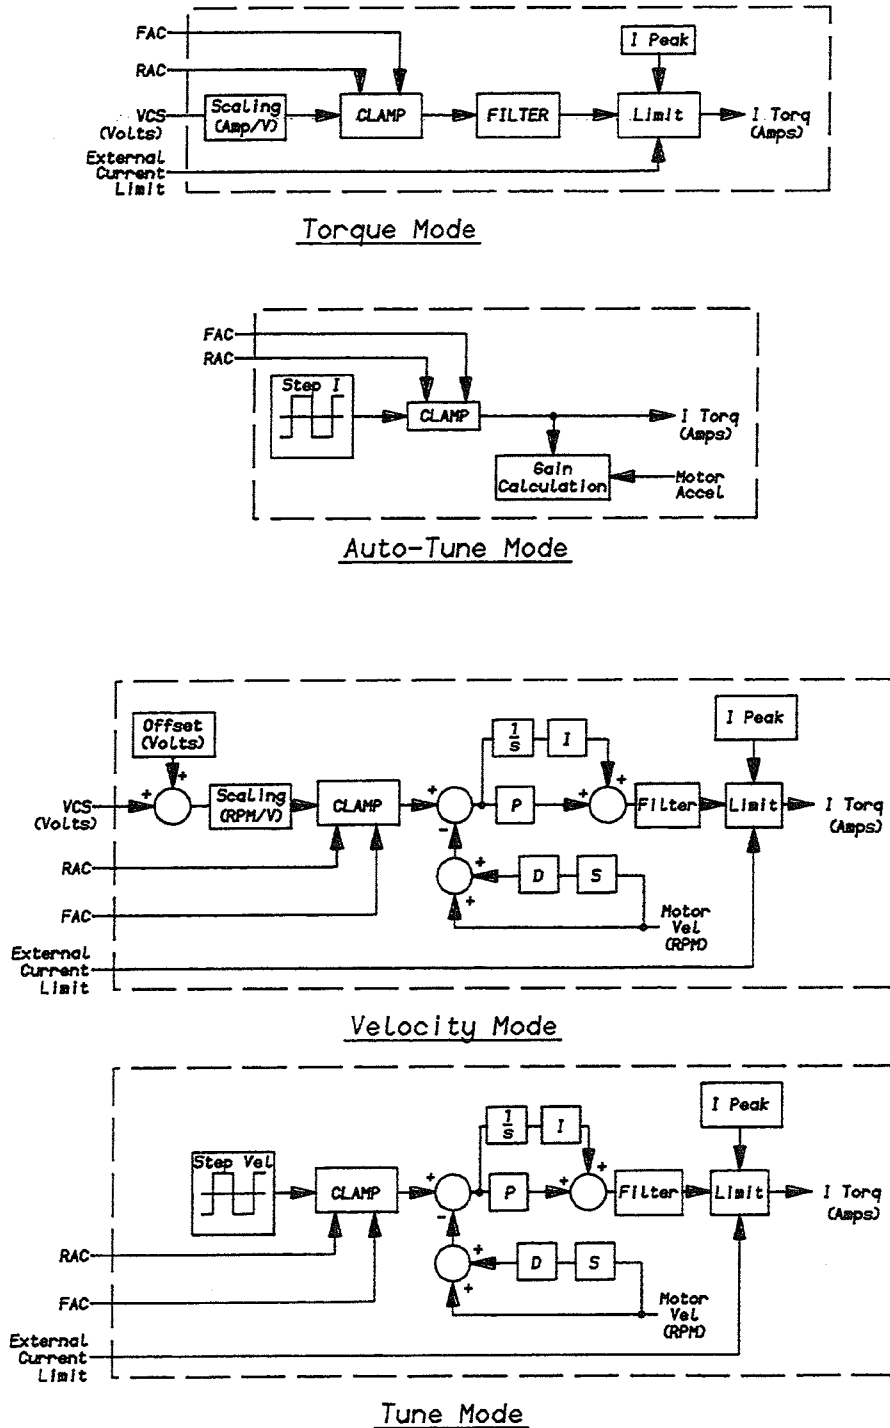 FAC
I Peak
RAC
VCS
(Volts)
Scaling
(Amp/V)
CLAMP
FILTER
Limit
I Torq
(Amps)
External
Current
Limit
Torque Mode
FAC
RAC
Step I
CLAMP
I Torq
(Amps)
Gain
Calculation
Motor
Accel
Auto-Tune Mode
Offset
(Volts)
1
s
I
I Peak
+
+
VCS
(Volts)
Scaling
(RPM/V)
CLAMP
+
-
P
+
+
Filter
Limit
I Torq
(Amps)
RAC
+
D
S
+
FAC
Motor
Vel
(RPM)
External
Current
Limit
Velocity Mode
1
s
I
I Peak
Step Vel
CLAMP
+
-
P
+
+
Filter
Limit
I Torq
(Amps)
RAC
+
D
S
+
FAC
Motor
Vel
(RPM)
External
Current
Limit
Tune Mode